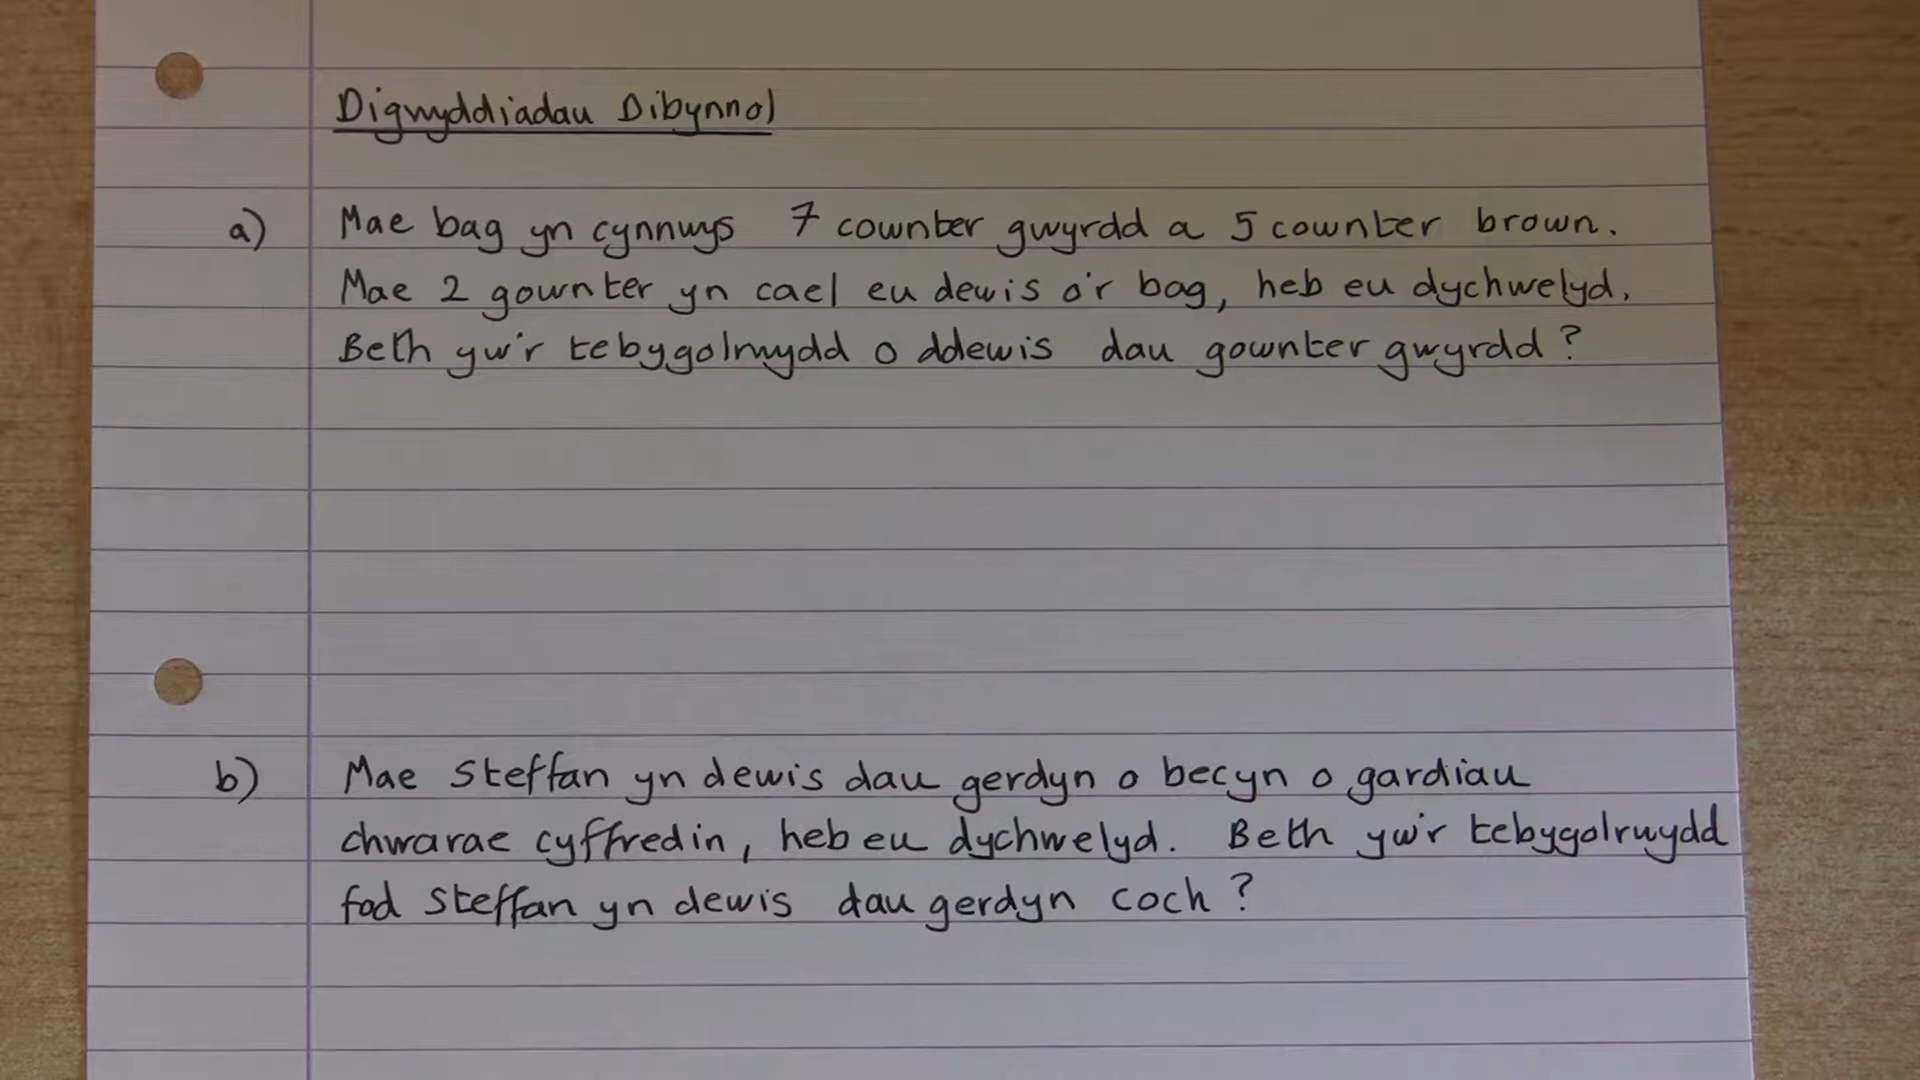 Digwyddiadau Dibynnol
a) Mae bag yn cynnwys 7 cownter gwyrdd a 5 cownter brown.
Mae 2 gownter yn cael eu dewis o'r bag, heb eu dychwelyd.
Beth yw'r tebygolrwydd o ddewis dau gownter gwyrdd?
b) Mae Steffan yn dewis dau gerdyn o becyn o gardiau
chwarae cyffredin, heb eu dychwelyd. Beth yw'r tebygolrwydd
fod Steffan yn dewis dau gerdyn coch?